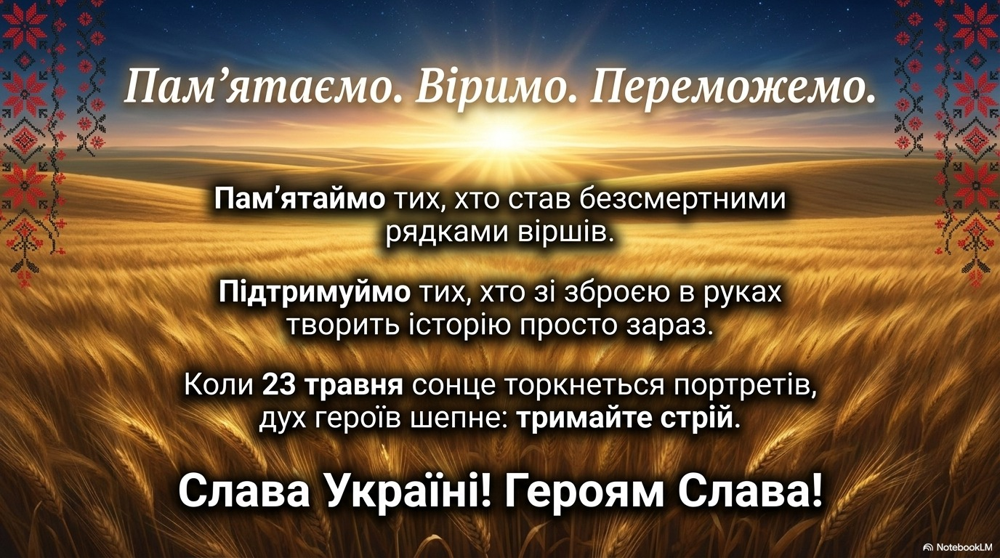 Пам’ятаємо. Віримо. Переможемо.
Пам’ятаймо тих, хто став безсмертними
рядками віршів.
Підтримуймо тих, хто зі зброєю в руках
творить історію просто зараз.
Коли 23 травня сонце торкнеться портретів,
дух героїв шепне: тримайте стрій.
Слава Україні! Героям Слава!
NotebookLM